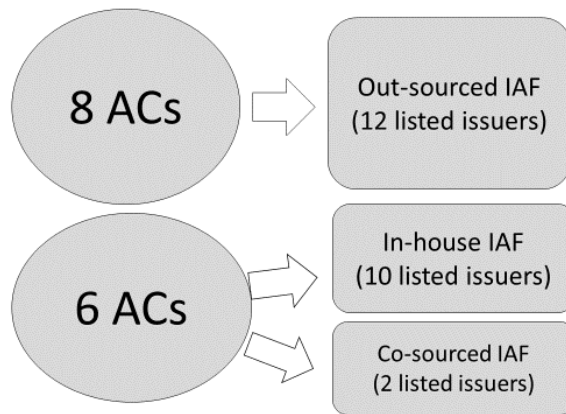 8 ACs
Out-sourced IAF
(12 listed issuers)
6 ACs
In-house IAF
(10 listed issuers)
Co-sourced IAF
(2 listed issuers)